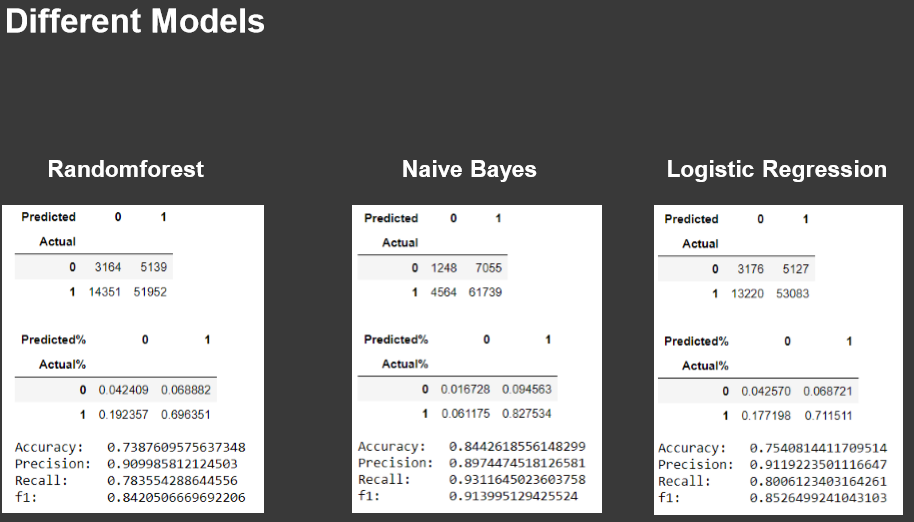 Different Models
Randomforest
Predicted 0 1
Actual
0 3164 5139
1 14351 51952
Predicted% 0 1
Actual%
0 0.042409 0.068882
1 0.192357 0.696351
Accuracy: 0.7387609575637348
Precision: 0.909985812124503
Recall: 0.783554288644556
f1: 0.8420506669692206
Naive Bayes
Predicted 0 1
Actual
0 1248 7055
1 4564 61739
Predicted% 0 1
Actual%
0 0.016728 0.094563
1 0.061175 0.827534
Accuracy: 0.8442618556148299
Precision: 0.8974474518126581
Recall: 0.9311645023603758
f1: 0.913995129425524
Logistic Regression
Predicted 0 1
Actual
0 3176 5127
1 13220 53083
Predicted% 0 1
Actual%
0 0.042570 0.068721
1 0.177198 0.711511
Accuracy: 0.7540814411709514
Precision: 0.9119223501116647
Recall: 0.8006123403164261
f1: 0.8526499241043103